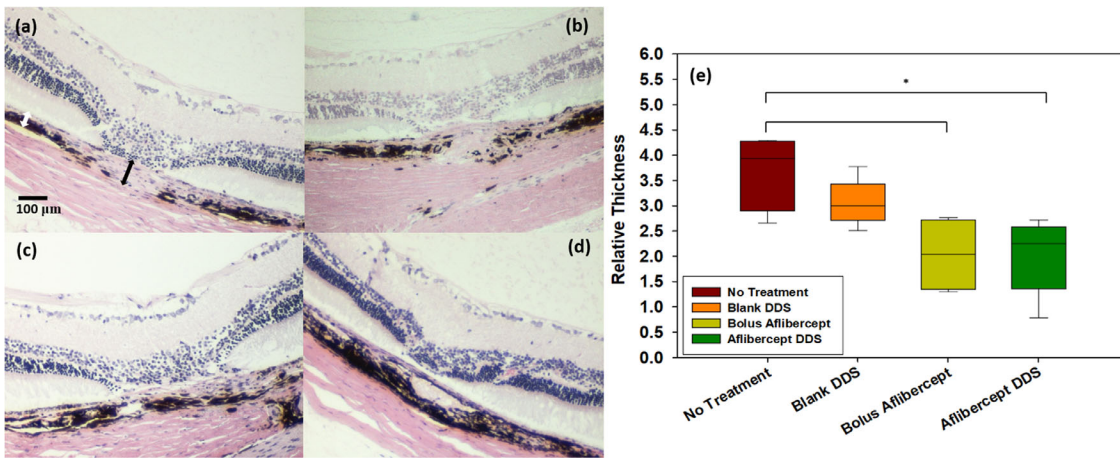 (a)
(b)
100 µm
(c)
(d)
(e)
*
Relative Thickness
6.0
5.5
5.0
4.5
4.0
3.5
3.0
2.5
2.0
1.5
1.0
0.5
0.0
No Treatment
Blank DDS
Bolus Aflibercept
Aflibercept DDS
No Treatment
Blank DDS
Bolus Aflibercept
Aflibercept DDS